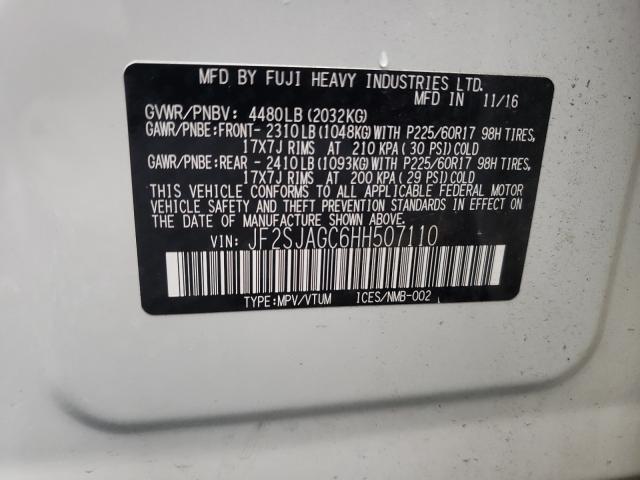 MFD BY FUJI HEAVY INDUSTRIES LTD.
MFD IN 11/16
GVWR/PNBV: 4480LB(2032KG)
GAWR/PNBE:FRONT- 2310LB(1048KG)WITH P225/60R17 98H TIRES,
17X7J RIMS AT 210 KPA ( 30 PSI)COLD
GAWR/PNBE:REAR - 2410LB(1093KG)WITH P225/60R17 98H TIRES,
17X7J RIMS AT 200 KPA ( 29 PSI)COLD
THIS VEHICLE CONFORMS TO ALL APPLICABLE FEDERAL MOTOR
VEHICLE SAFETY AND THEFT PREVENTION STANDARDS IN EFFECT
ON THE DATE OF MANUFACTURE SHOWN ABOVE.
VIN: JF2SJAGC6HH507110
TYPE:MPV/VTUM ICES/NMB-002